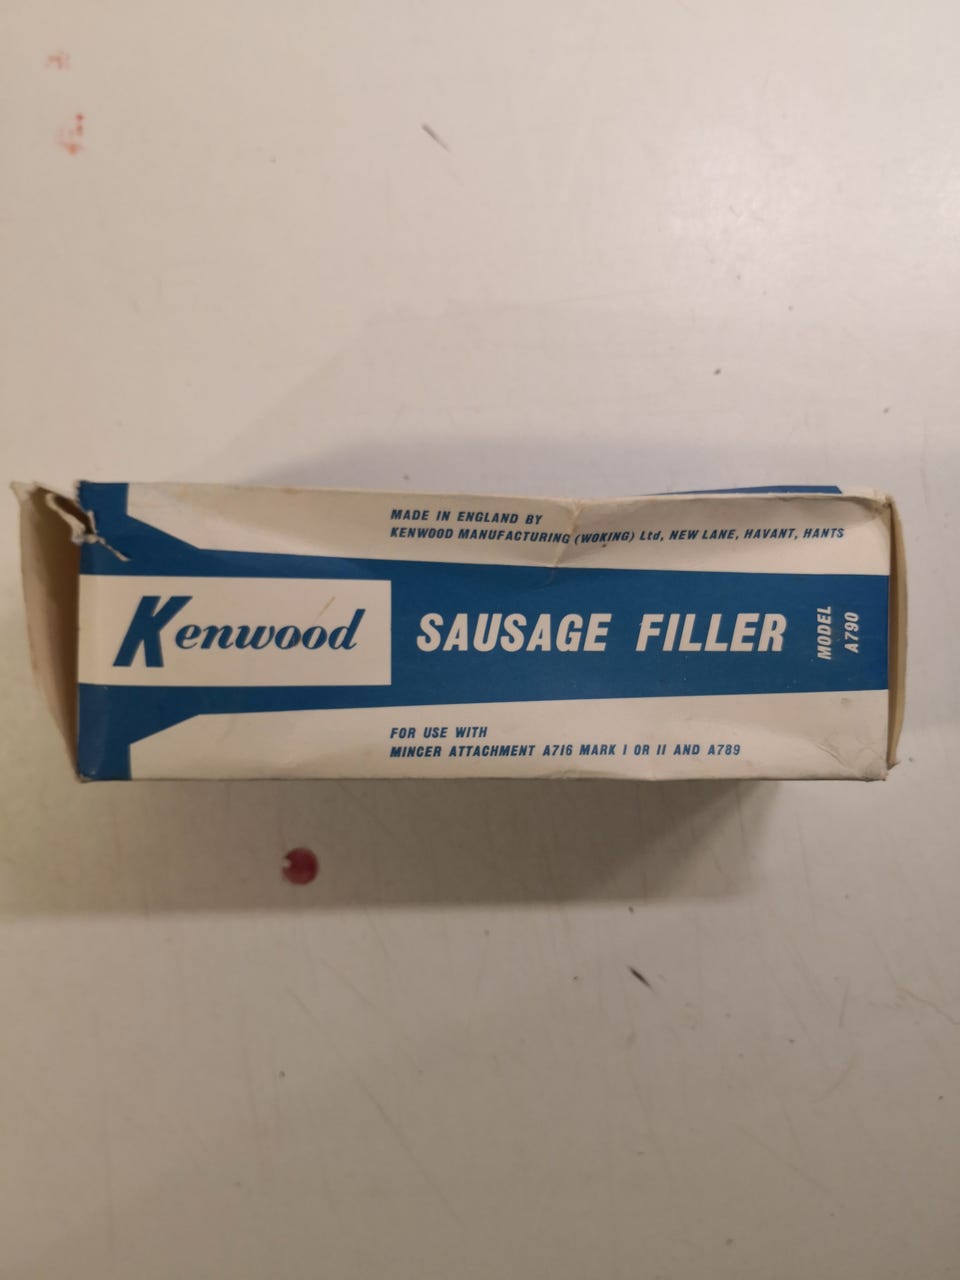 MADE IN ENGLAND BY
KENWOOD MANUFACTURING (WOKING) Ltd, NEW LANE, HAVANT, HANTS
Kenwood
SAUSAGE FILLER
MODEL
A790
FOR USE WITH
MINCER ATTACHMENT A716 MARK I OR II AND A789